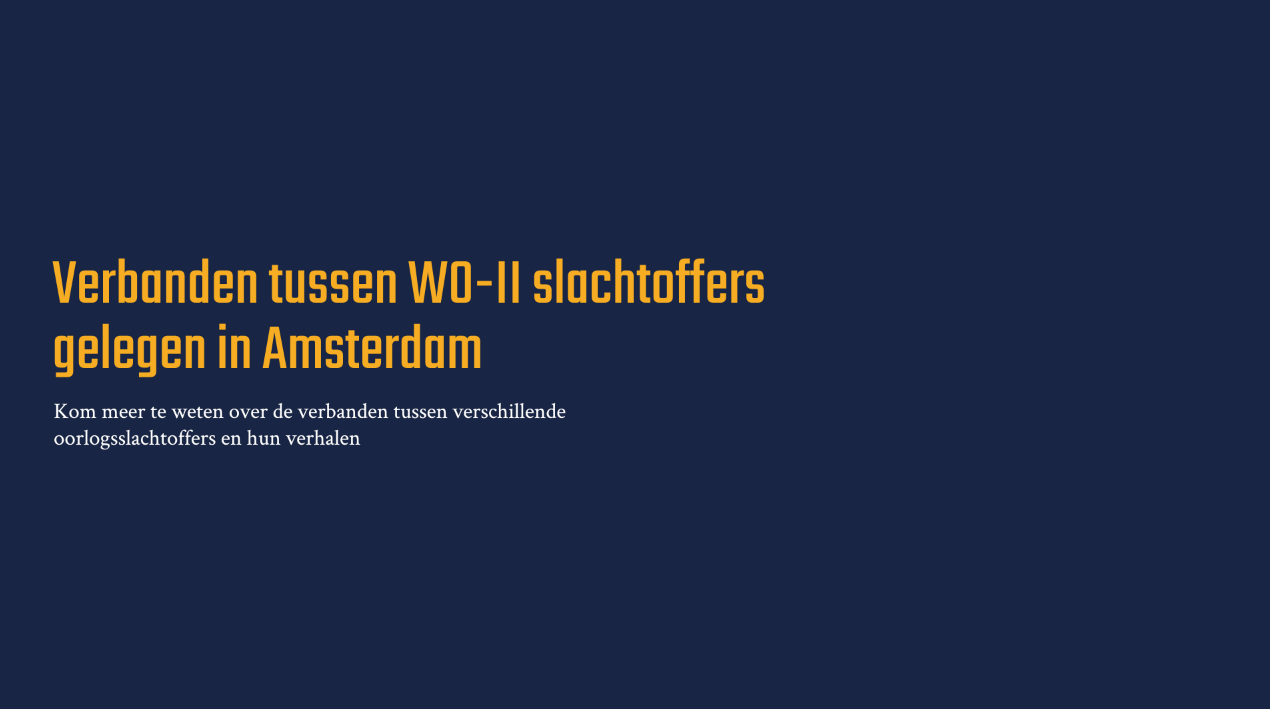 Verbanden tussen WO-II slachtoffers
gelegen in Amsterdam
Kom meer te weten over de verbanden tussen verschillende
oorlogsslachtoffers en hun verhalen